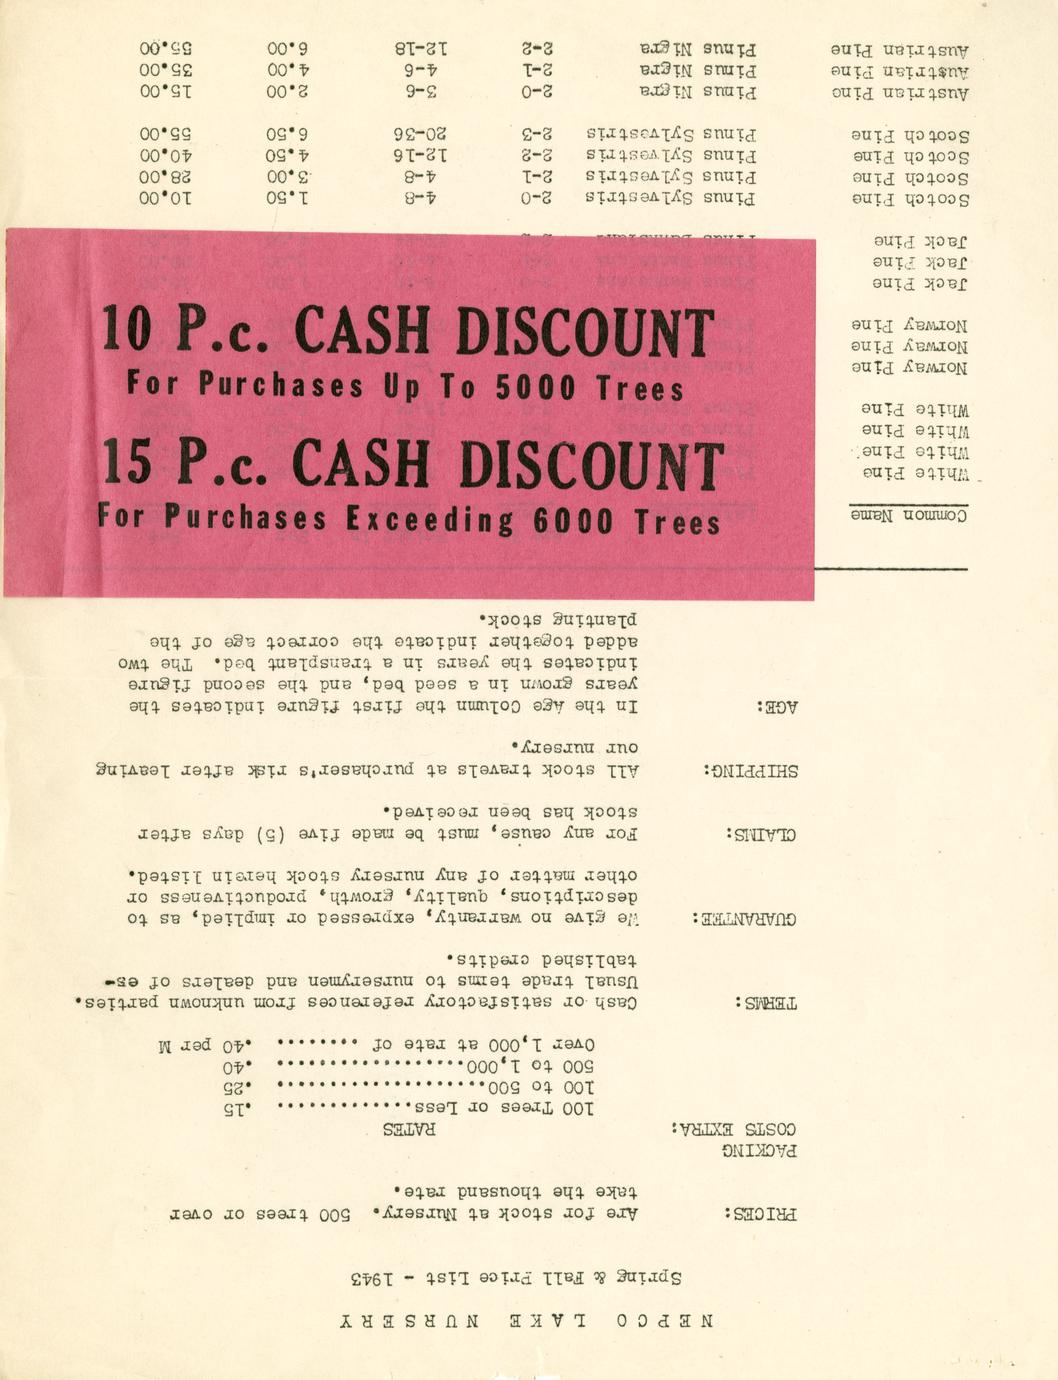 NEPCO LAKE NURSERY
Spring & Fall Price List - 1943
PRICES: Are for stock at Nursery. 500 trees or over
take the thousand rate.
PACKING
COSTS EXTRA: RATES
100 Trees or Less............. .15
100 to 500.................... .25
500 to 1,000.................. .40
Over 1,000 at rate of ........ .40 per M
TERMS: Cash or satisfactory references from unknown parties.
Usual trade terms to nurserymen and dealers of es-
tablished credits.
GUARANTEE: We give no warranty, expressed or implied, as to
descriptions, quality, growth, productiveness or
other matter of any nursery stock herein listed.
CLAIMS: For any cause, must be made five (5) days after
stock has been received.
SHIPPING: All stock travels at purchaser's risk after leaving
our nursery.
AGE: In the Age Column the first figure indicates the
years grown in a seed bed, and the second figure
indicates the years in a transplant bed. The two
added together indicate the correct age of the
planting stock.
10 P.c. CASH DISCOUNT
For Purchases Up To 5000 Trees
15 P.c. CASH DISCOUNT
For Purchases Exceeding 6000 Trees
Common Name
White Pine
White Pine
White Pine
White Pine
Norway Pine
Norway Pine
Norway Pine
Jack Pine
Jack Pine
Jack Pine
Scotch Pine Pinus Sylvestris 2-0 4-8 1.50 10.00
Scotch Pine Pinus Sylvestris 2-1 4-8 3.00 28.00
Scotch Pine Pinus Sylvestris 2-2 12-16 4.50 40.00
Scotch Pine Pinus Sylvestris 2-3 20-36 6.50 55.00
Austrian Pine Pinus Nigra 2-0 3-6 2.00 15.00
Austrian Pine Pinus Nigra 2-1 4-6 4.00 35.00
Austrian Pine Pinus Nigra 2-2 12-18 6.00 55.00